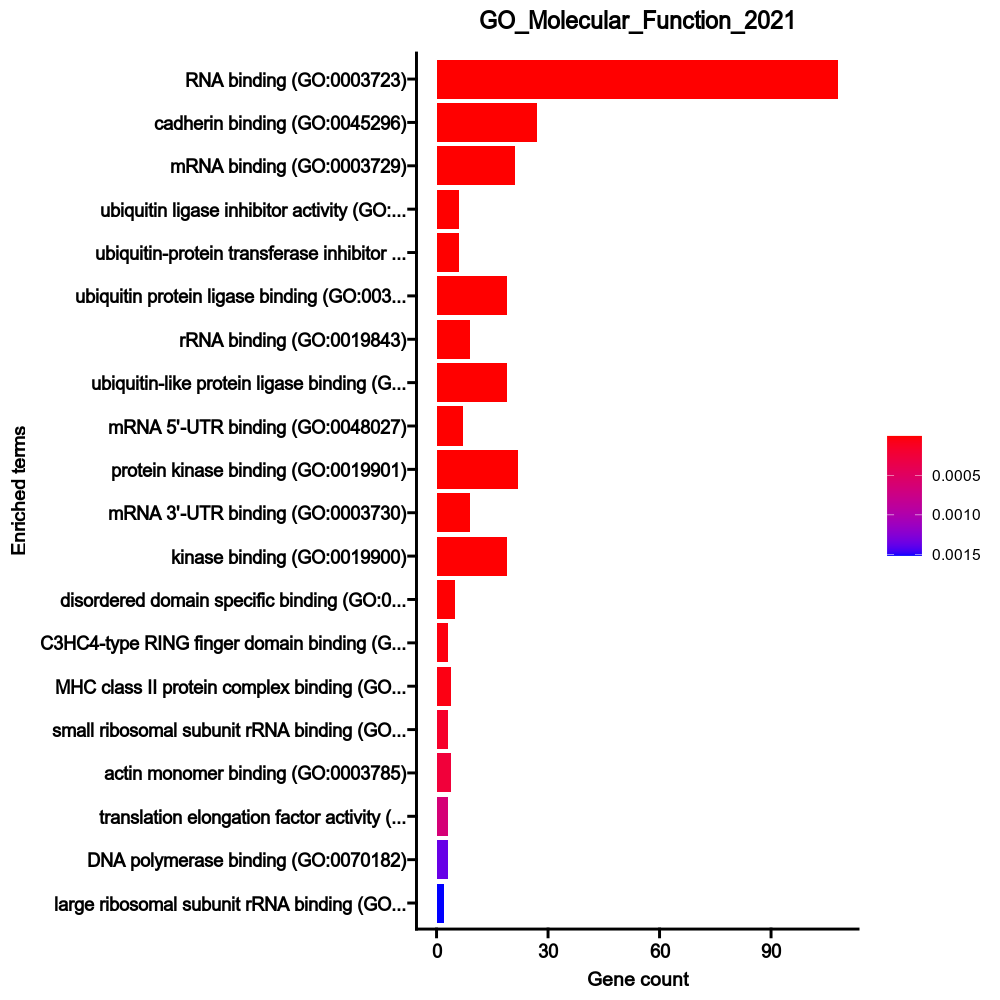 GO_Molecular_Function_2021
RNA binding (GO:0003723)
cadherin binding (GO:0045296)
mRNA binding (GO:0003729)
ubiquitin ligase inhibitor activity (GO:...
ubiquitin-protein transferase inhibitor ...
ubiquitin protein ligase binding (GO:003...
rRNA binding (GO:0019843)
ubiquitin-like protein ligase binding (G...
mRNA 5'-UTR binding (GO:0048027)
protein kinase binding (GO:0019901)
mRNA 3'-UTR binding (GO:0003730)
kinase binding (GO:0019900)
disordered domain specific binding (GO:0...
C3HC4-type RING finger domain binding (G...
MHC class II protein complex binding (GO...
small ribosomal subunit rRNA binding (GO...
actin monomer binding (GO:0003785)
translation elongation factor activity (...
DNA polymerase binding (GO:0070182)
large ribosomal subunit rRNA binding (GO...
Enriched terms
0 30 60 90
Gene count
0.0005
0.0010
0.0015